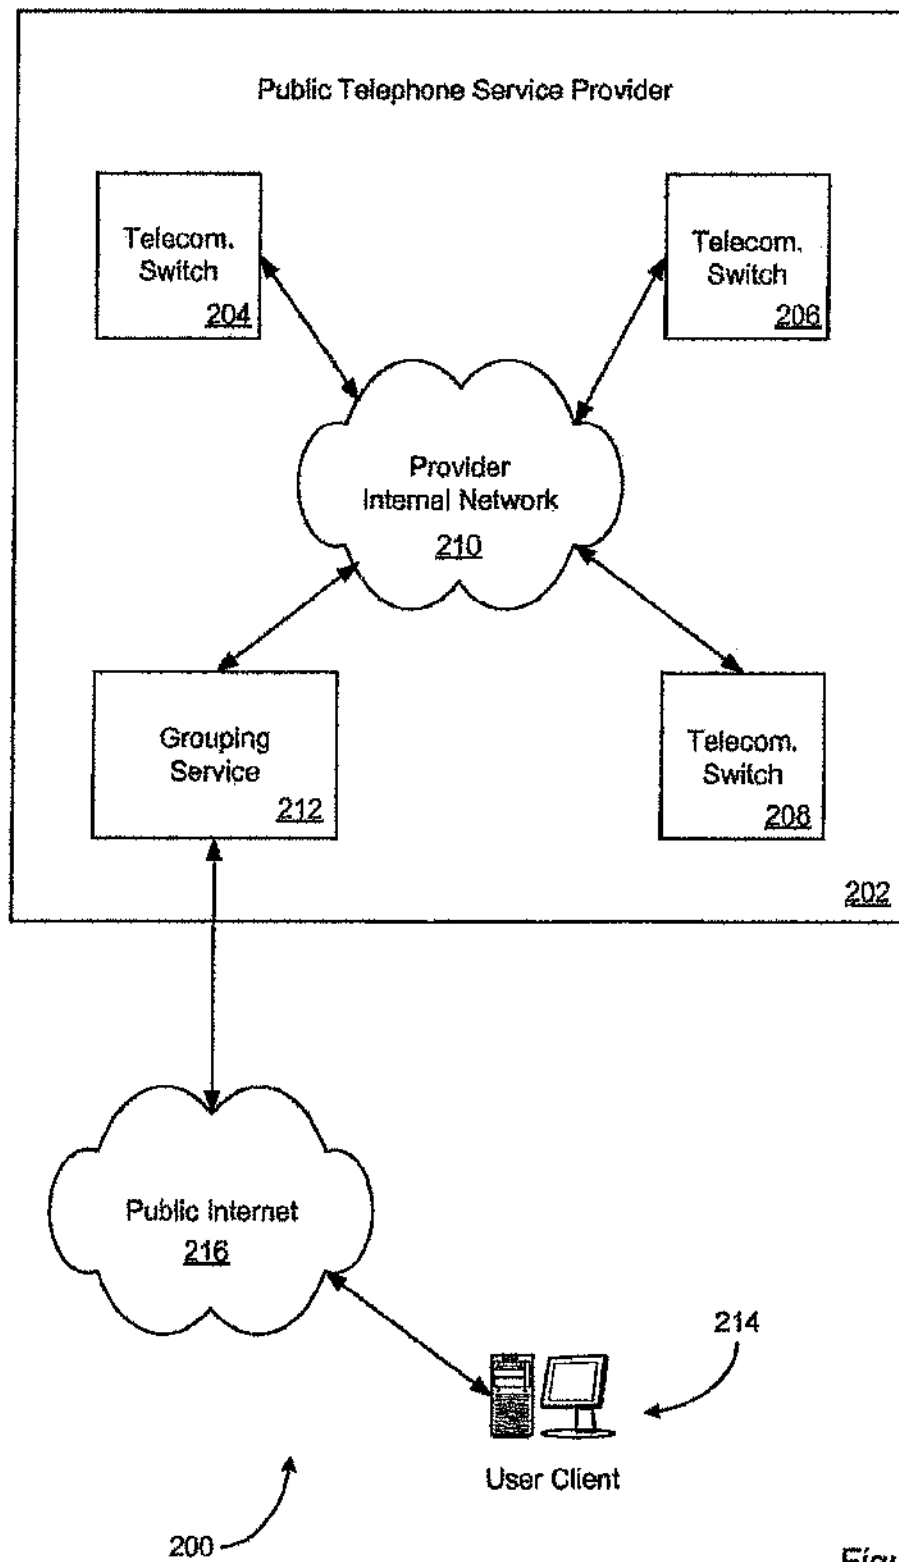 Public Telephone Service Provider
Telecom.
Switch
204
Telecom.
Switch
206
Provider
Internal Network
210
Grouping
Service
212
Telecom.
Switch
208
202
Public Internet
216
214
User Client
200